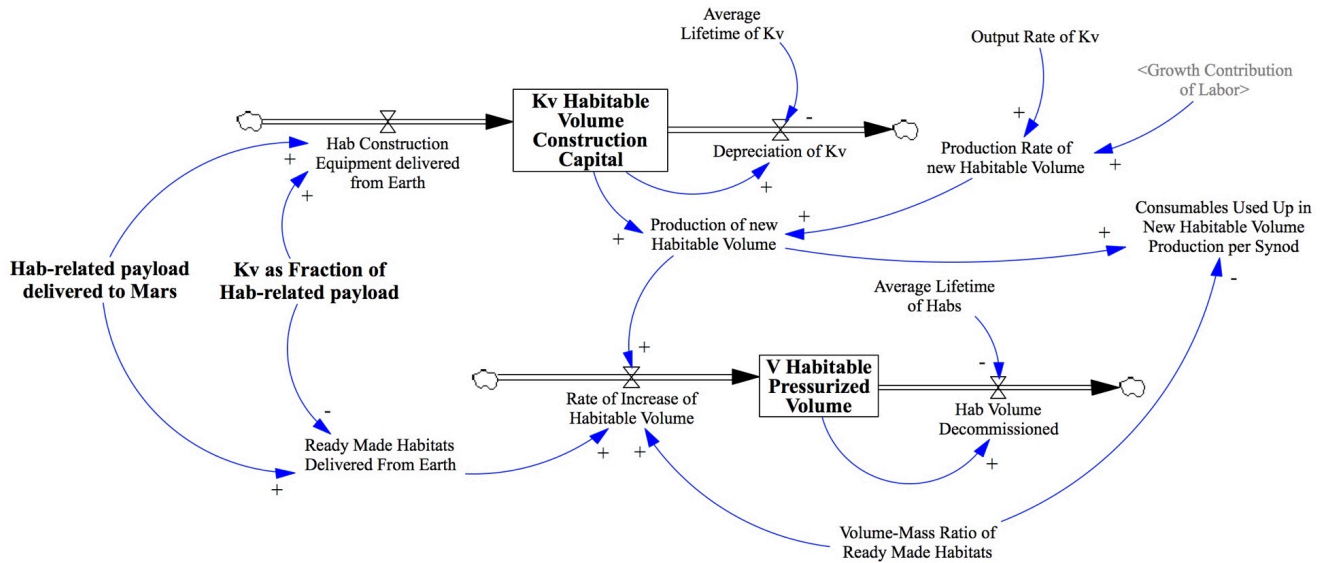 Average
Lifetime of Kv
Output Rate of Kv
<Growth Contribution
of Labor>
Kv Habitable
Volume
Construction
Capital
-
+
Hab Construction
Equipment delivered
from Earth
+
+
Depreciation of Kv
+
Production Rate of
new Habitable Volume
+
Production of new
Habitable Volume
+
+
Consumables Used Up in
New Habitable Volume
Production per Synod
+
-
Hab-related payload
delivered to Mars
Kv as Fraction of
Hab-related payload
Average Lifetime
of Habs
+
-
V Habitable
Pressurized
Volume
Rate of Increase of
Habitable Volume
+
+
Hab Volume
Decommissioned
+
-
Ready Made Habitats
Delivered From Earth
+
Volume-Mass Ratio of
Ready Made Habitats